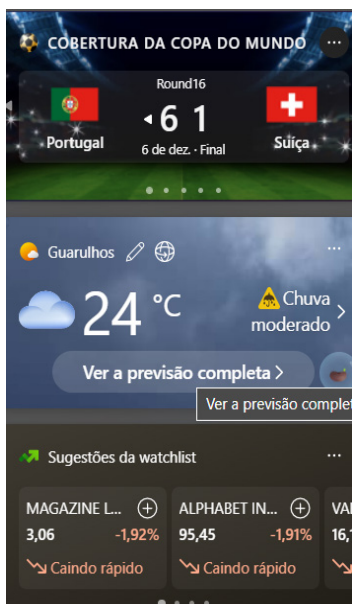 COBERTURA DA COPA DO MUNDO
Round16
6 1
Portugal
6 de dez. · Final
Suíça
Guarulhos
24 °C
Chuva
moderado
Ver a previsão completa
Ver a previsão complet
Sugestões da watchlist
MAGAZINE L...
ALPHABET IN...
3,06 -1,92%
95,45 -1,91%
Caindo rápido
Caindo rápido